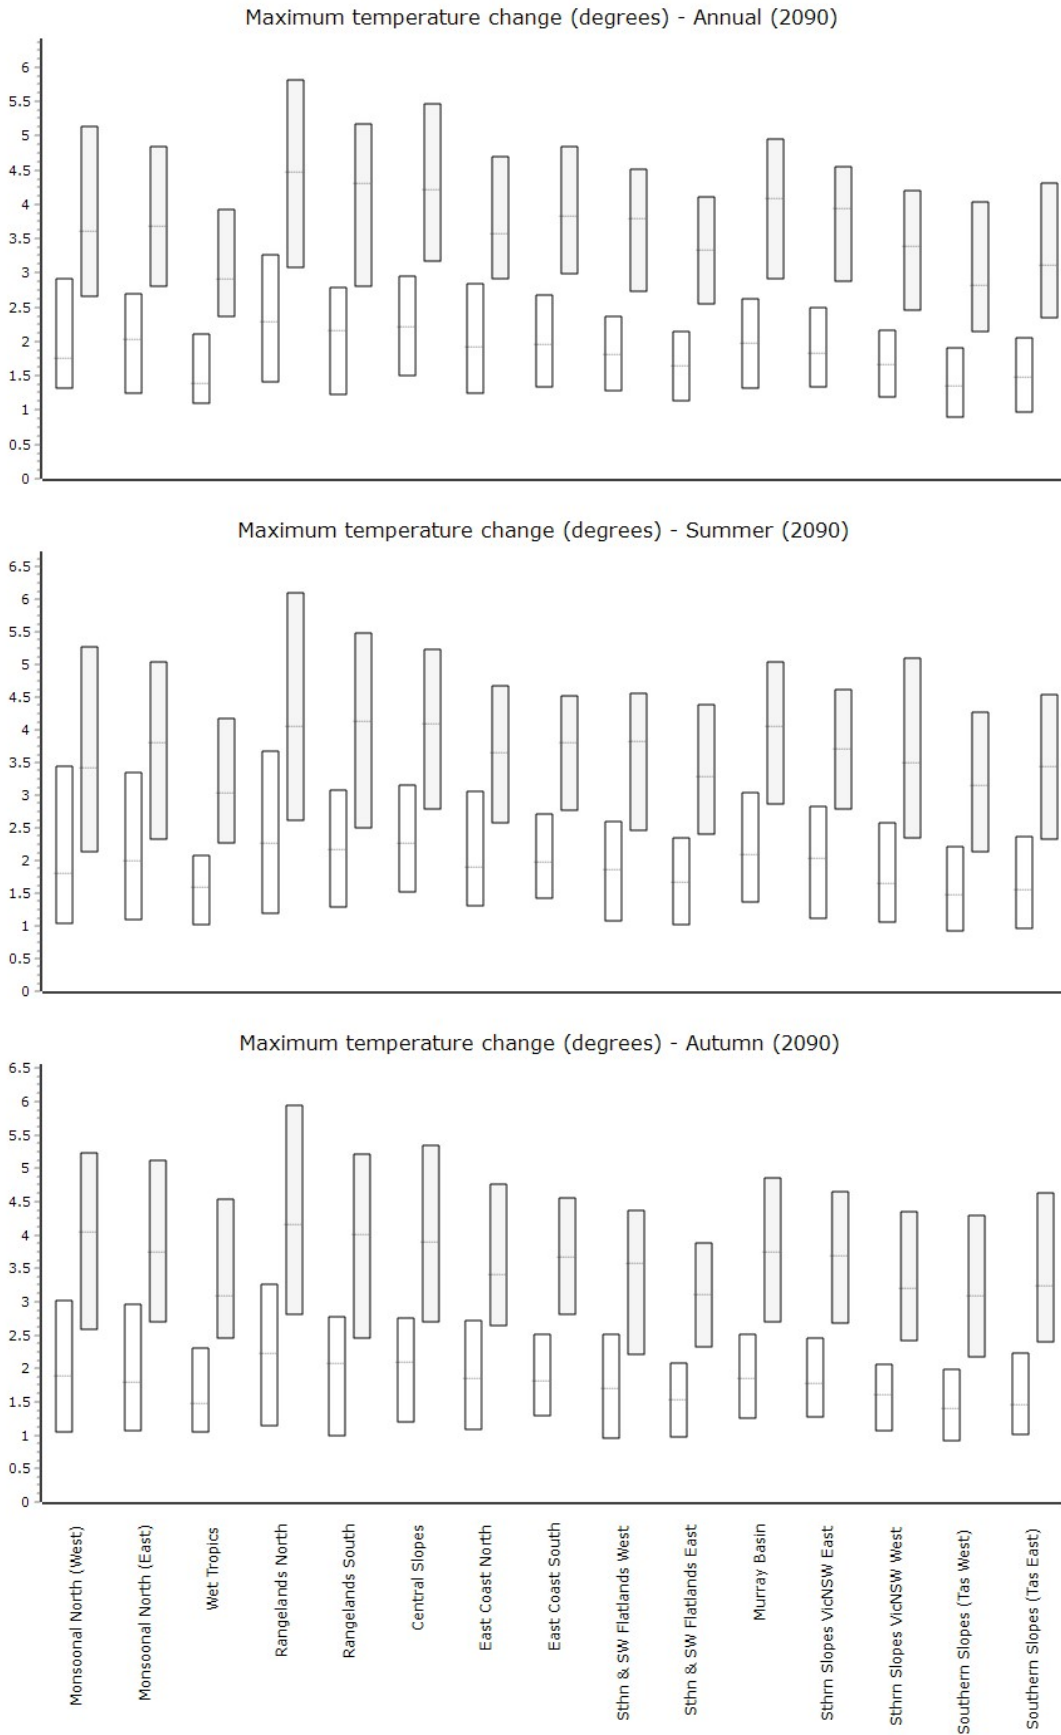 Maximum temperature change (degrees) - Annual (2090)
6
5.5
5
4.5
4
3.5
3
2.5
2
1.5
1
0.5
0
Maximum temperature change (degrees) - Summer (2090)
6.5
6
5.5
5
4.5
4
3.5
3
2.5
2
1.5
1
0.5
0
Maximum temperature change (degrees) - Autumn (2090)
6.5
6
5.5
5
4.5
4
3.5
3
2.5
2
1.5
1
0.5
0
Monsoonal North (West)
Monsoonal North (East)
Wet Tropics
Rangelands North
Rangelands South
Central Slopes
East Coast North
East Coast South
Sthn & SW Flatlands West
Sthn & SW Flatlands East
Murray Basin
Sthrn Slopes VicNSW East
Sthrn Slopes VicNSW West
Southern Slopes (Tas West)
Southern Slopes (Tas East)